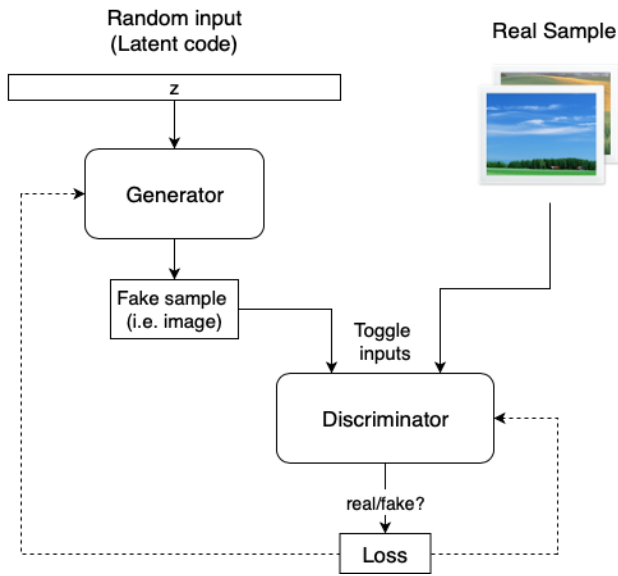 Random input
(Latent code)
Real Sample
z
Generator
Fake sample
(i.e. image)
Toggle
inputs
Discriminator
real/fake?
Loss